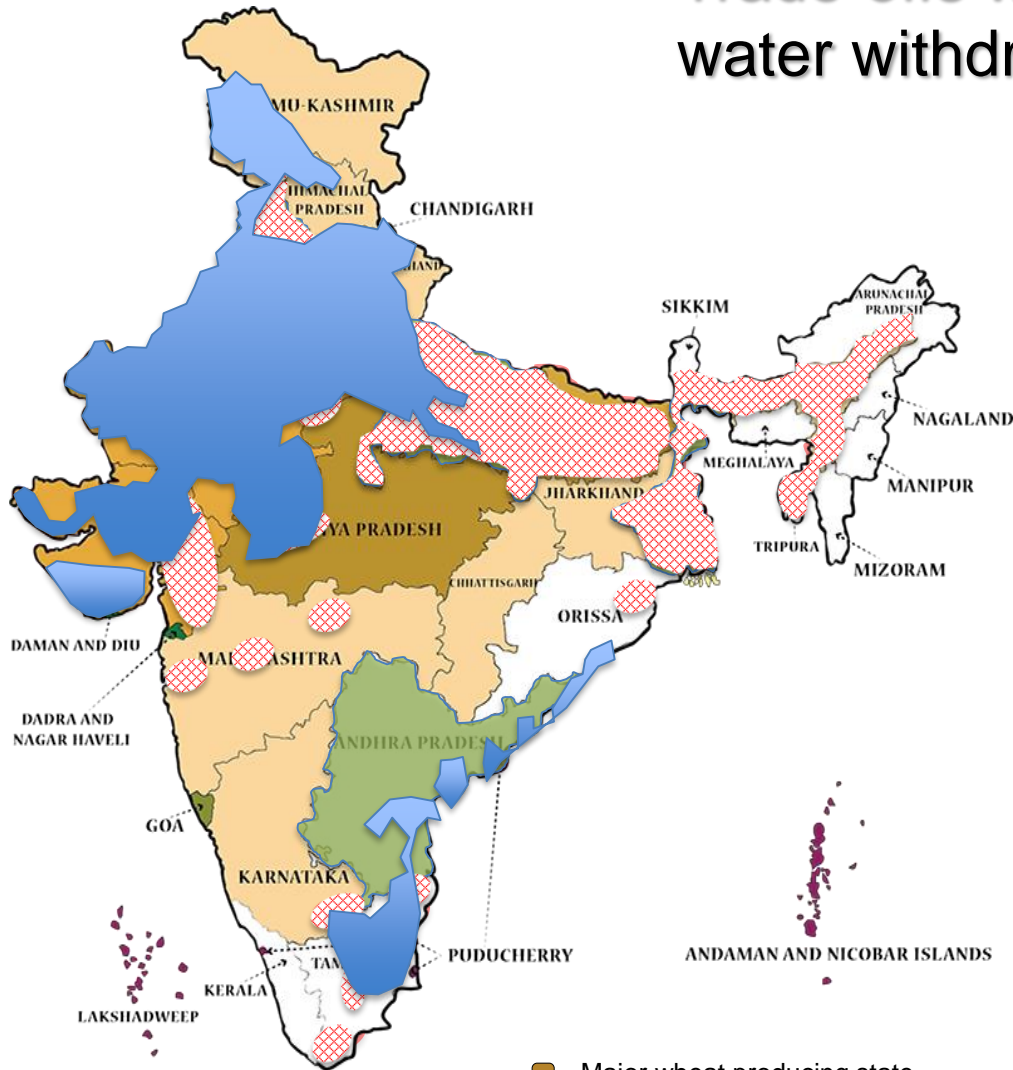 water withdr
MU-KASHMIR
HIMACHAL
PRADESH
CHANDIGARH
HAND
SIKKIM
ARUNACHAL
PRADESH
NAGALAND
MEGHALAYA
MANIPUR
JHARKHAND
YA PRADESH
TRIPURA
MIZORAM
CHHATTISGARH
ORISSA
DAMAN AND DIU
MAHARASHTRA
DADRA AND
NAGAR HAVELI
ANDHRA PRADESH
GOA
KARNATAKA
PUDUCHERRY
ANDAMAN AND NICOBAR ISLANDS
TAM
KERALA
LAKSHADWEEP
Major wheat producing state